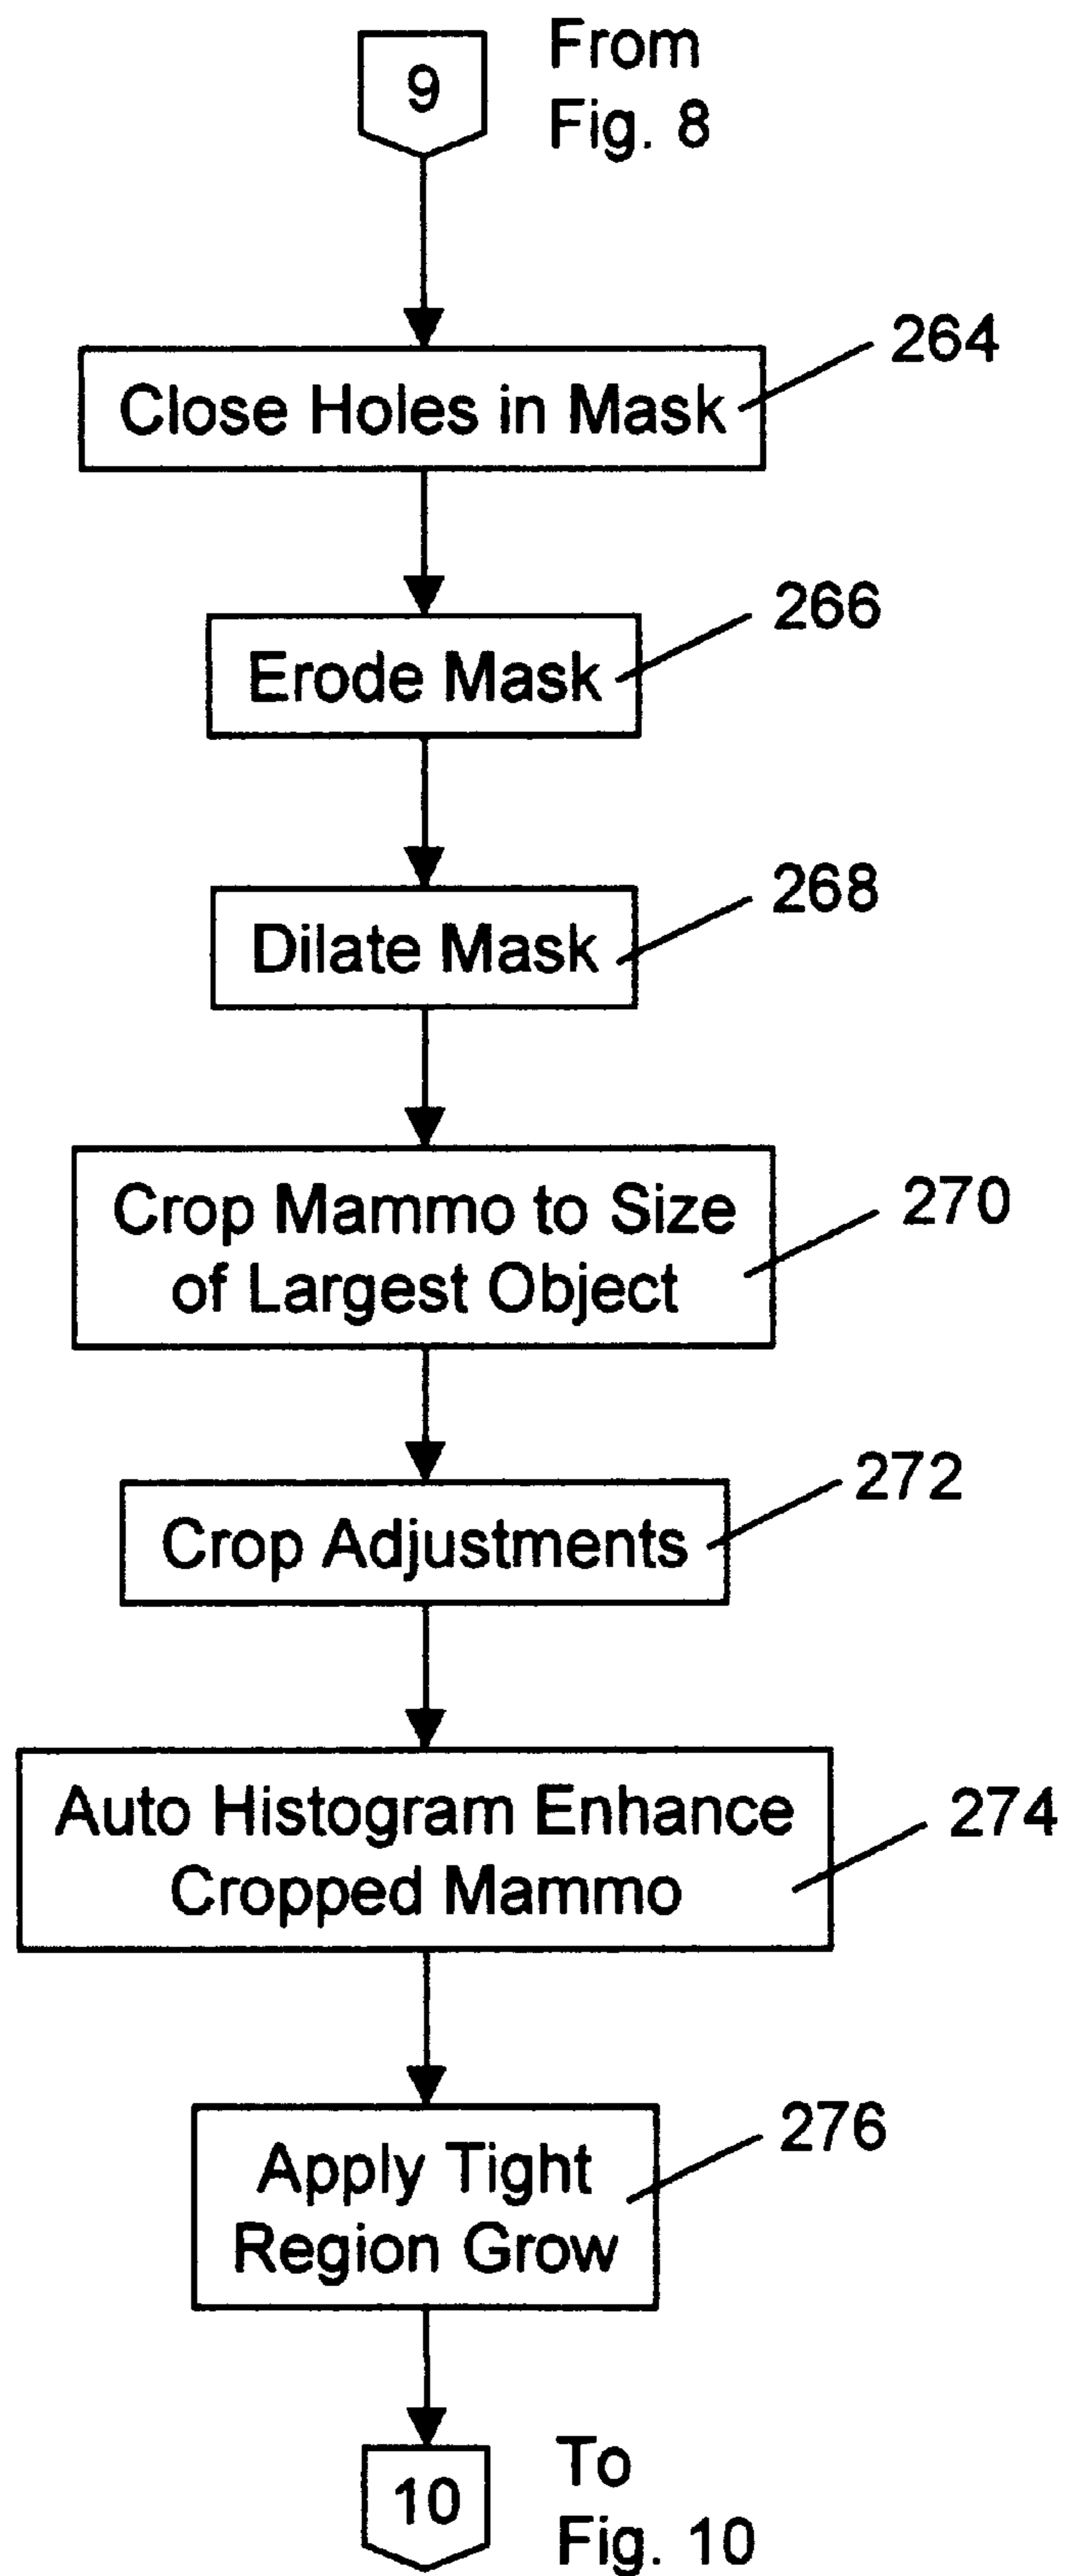 9
From
Fig. 8
264
Close Holes in Mask
266
Erode Mask
268
Dilate Mask
270
Crop Mammo to Size
of Largest Object
272
Crop Adjustments
274
Auto Histogram Enhance
Cropped Mammo
276
Apply Tight
Region Grow
10
To
Fig. 10